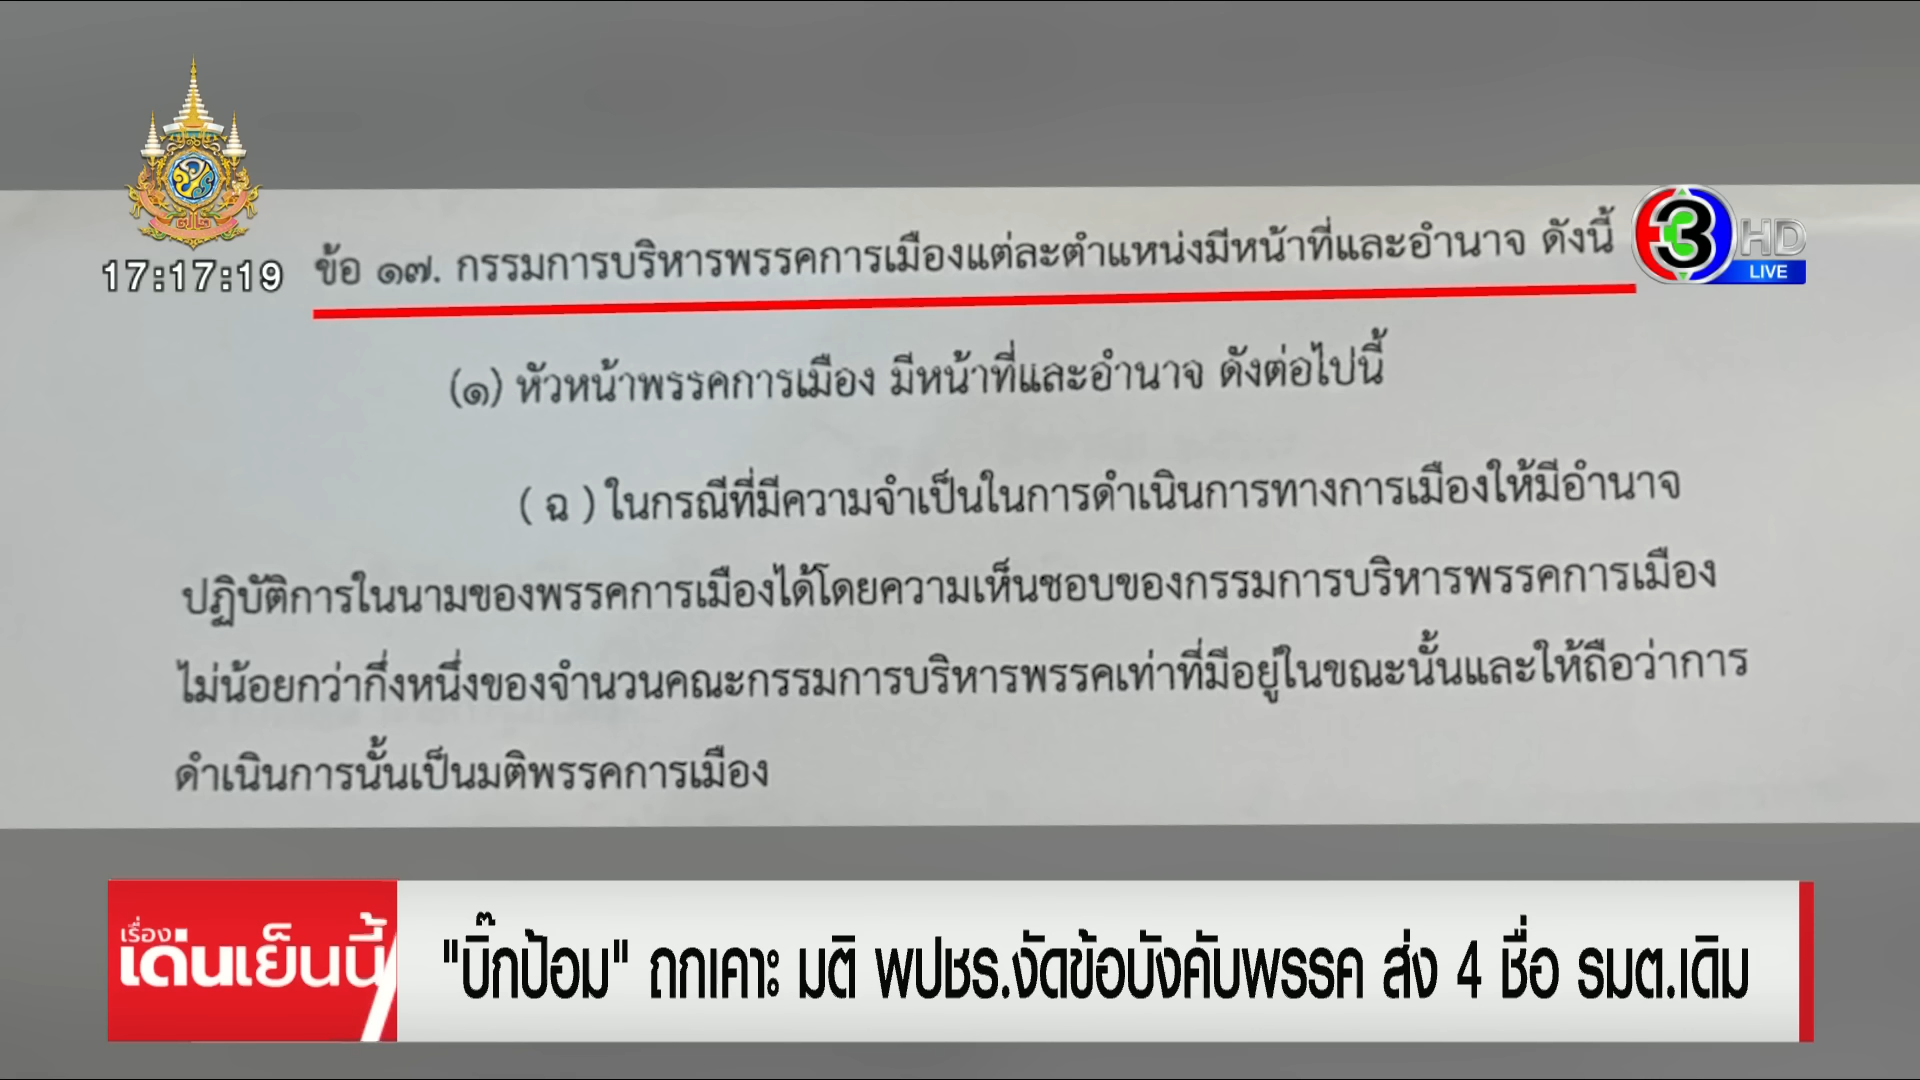 17:17:19
3 HD
LIVE
ข้อ ๑๗. กรรมการบริหารพรรคการเมืองแต่ละตำแหน่งมีหน้าที่และอำนาจ ดังนี้
(๑) หัวหน้าพรรคการเมือง มีหน้าที่และอำนาจ ดังต่อไปนี้
( ฉ ) ในกรณีที่มีความจำเป็นในการดำเนินการทางการเมืองให้มีอำนาจ
ปฏิบัติการในนามของพรรคการเมืองได้โดยความเห็นชอบของกรรมการบริหารพรรคการเมือง
ไม่น้อยกว่ากึ่งหนึ่งของจำนวนคณะกรรมการบริหารพรรคเท่าที่มีอยู่ในขณะนั้นและให้ถือว่าการ
ดำเนินการนั้นเป็นมติพรรคการเมือง
เรื่อง
เด่นเย็นนี้
"บิ๊กป้อม" ถกเคาะ มติ พปชร.งัดข้อบังคับพรรค ส่ง 4 ชื่อ รมต.เดิม